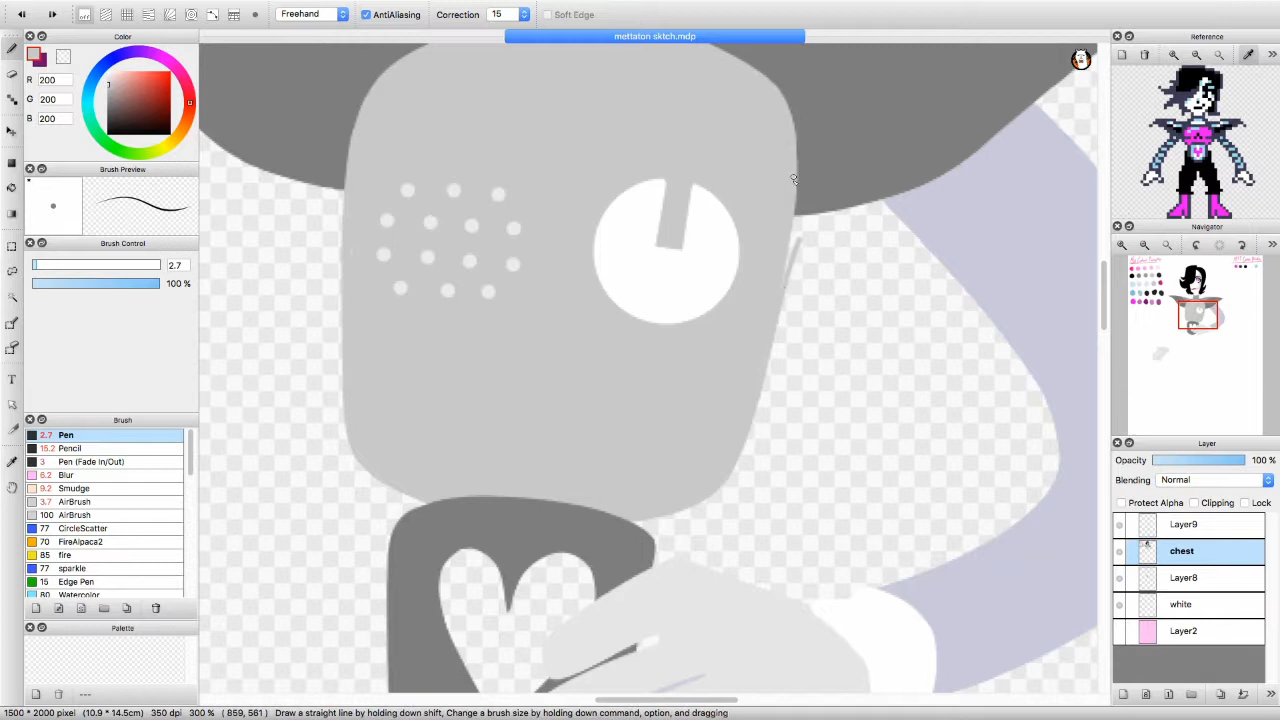 off
Freehand
AntiAliasing
Correction
15
Soft Edge
mettaton sktch.mdp
Color
R 200
G 200
B 200
Brush Preview
Brush Control
2.7
100 %
Brush
2.7 Pen
15.2 Pencil
3 Pen (Fade In/Out)
6.2 Blur
9.2 Smudge
3.7 AirBrush
100 AirBrush
77 CircleScatter
70 FireAlpaca2
85 fire
77 sparkle
15 Edge Pen
80 Watercolor
Palette
---
Reference
Navigator
Layer
Opacity 100 %
Blending Normal
Protect Alpha Clipping Lock
Layer9
chest
Layer8
white
Layer2
1500 * 2000 pixel (10.9 * 14.5cm) 350 dpi 300 % ( 859, 561 ) Draw a straight line by holding down shift, Change a brush size by holding down command, option, and dragging